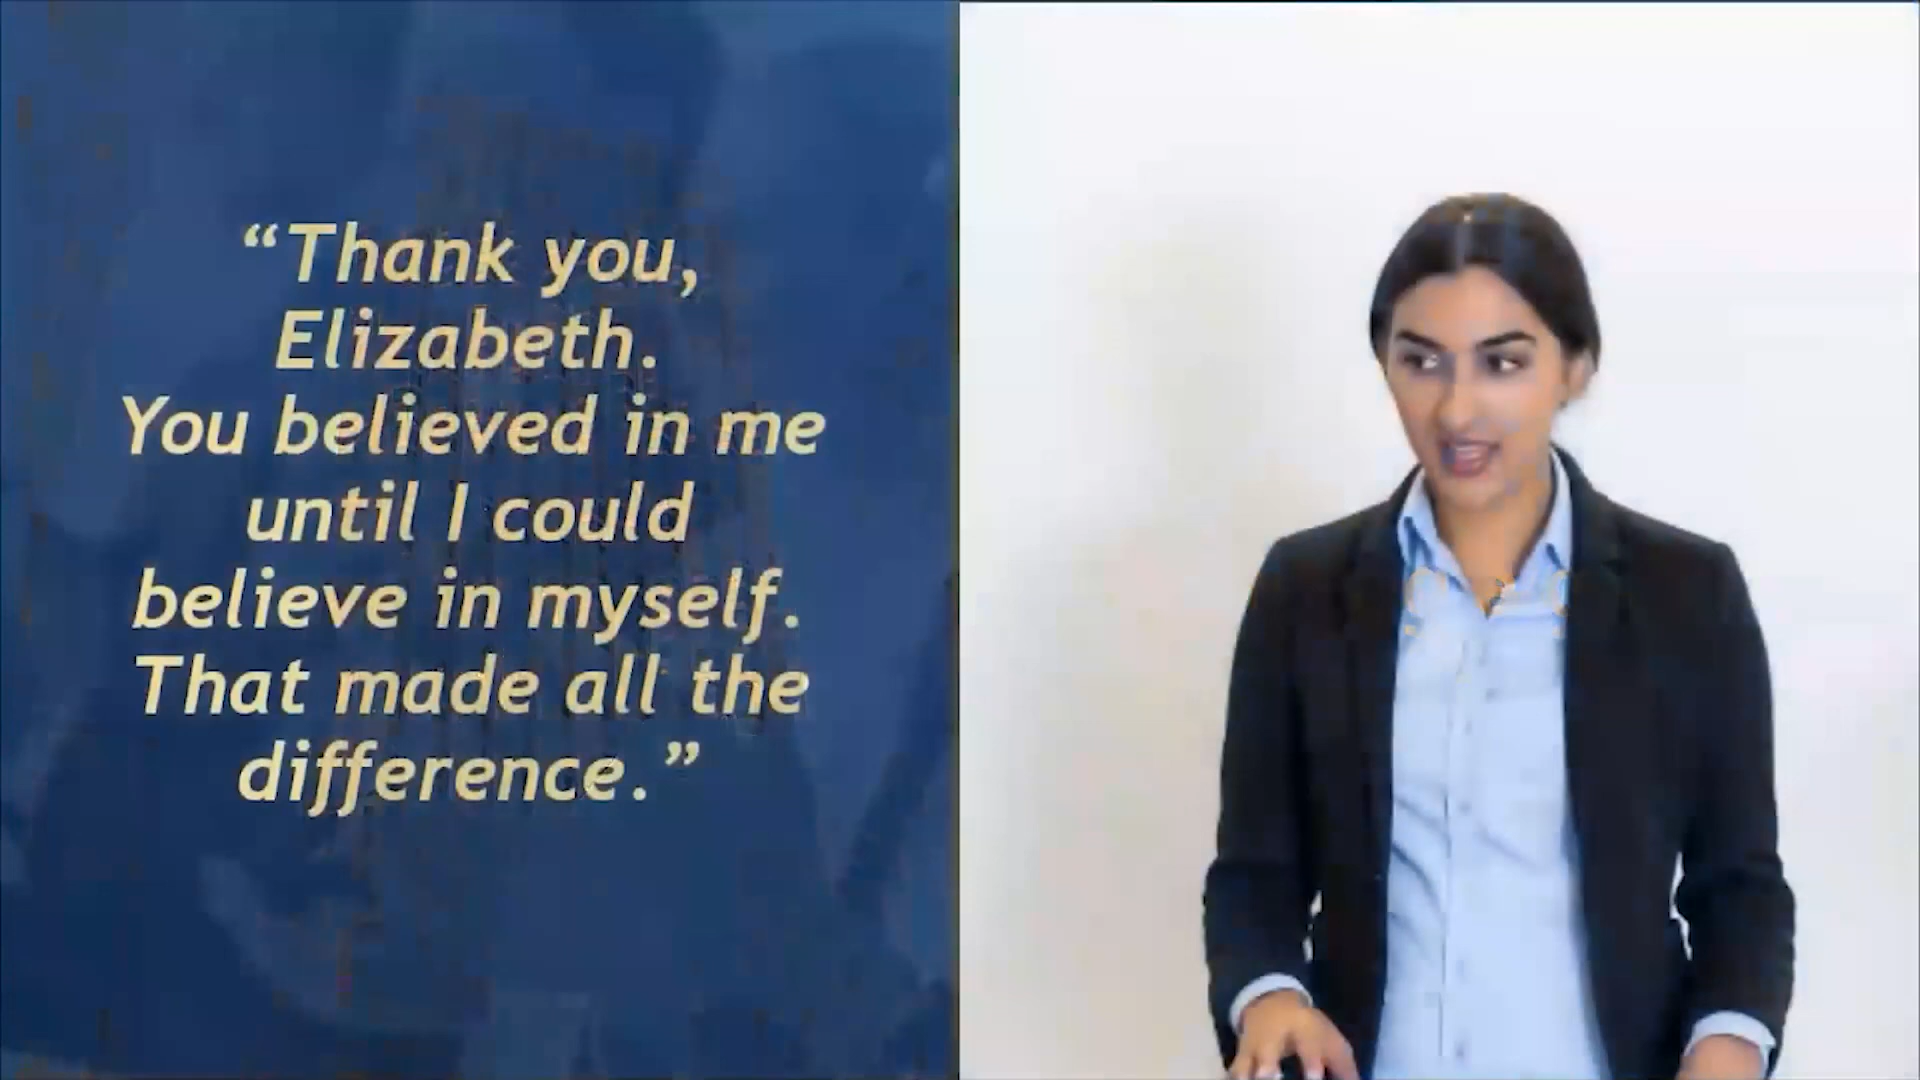 “Thank you,
Elizabeth.
You believed in me
until I could
believe in myself.
That made all the
difference.”